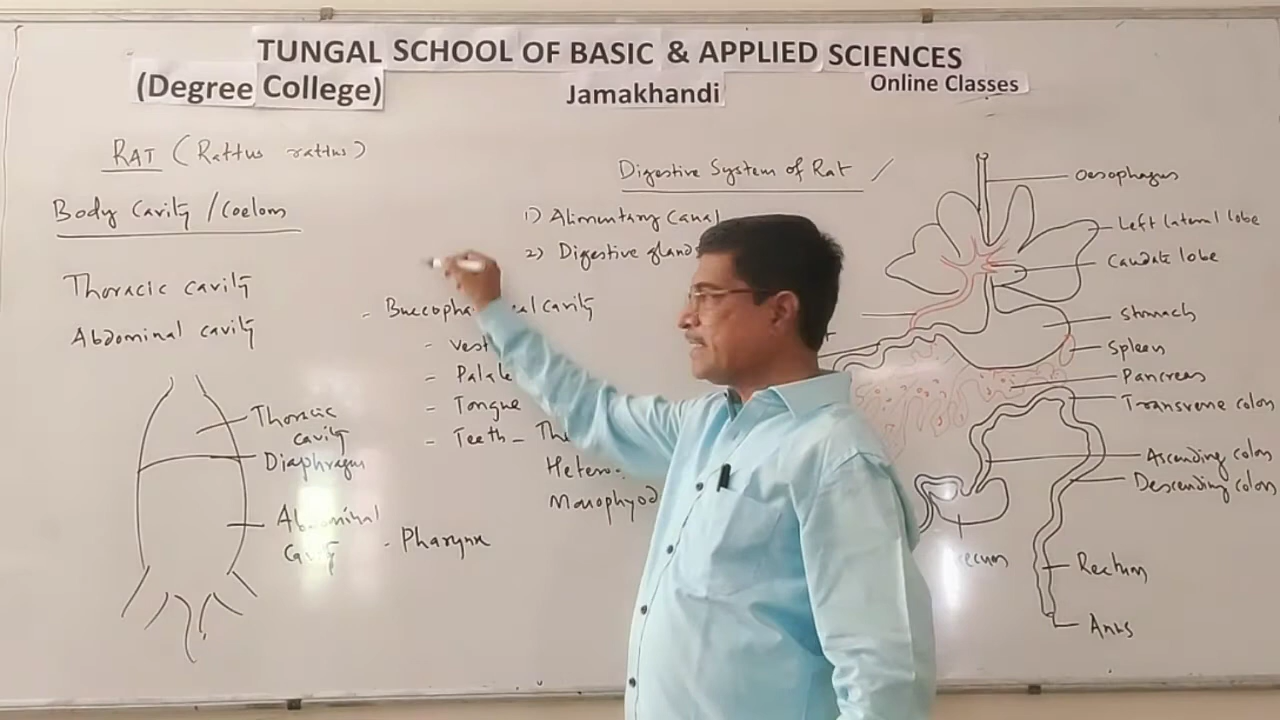 TUNGAL SCHOOL OF BASIC & APPLIED SCIENCES
(Degree College)
Jamakhandi
Online Classes
RAT (Rattus rattus)
Body Cavity / Coelom
Thoracic cavity
Abdominal cavity
Thoracic
cavity
Diaphragm
Abdominal
Cavity
Digestive System of Rat /
1) Alimentary Canal
2) Digestive glands
- Buccopha al cavity
- Vest
- Palate
- Tongue
- Teeth - The
Hetero
Monophyod
- Pharynx
Oesophagus
Left lateral lobe
Caudate lobe
Stomach
Spleen
Pancreas
Transverse colon
Ascending colon
Descending colon
Rectum
Anus